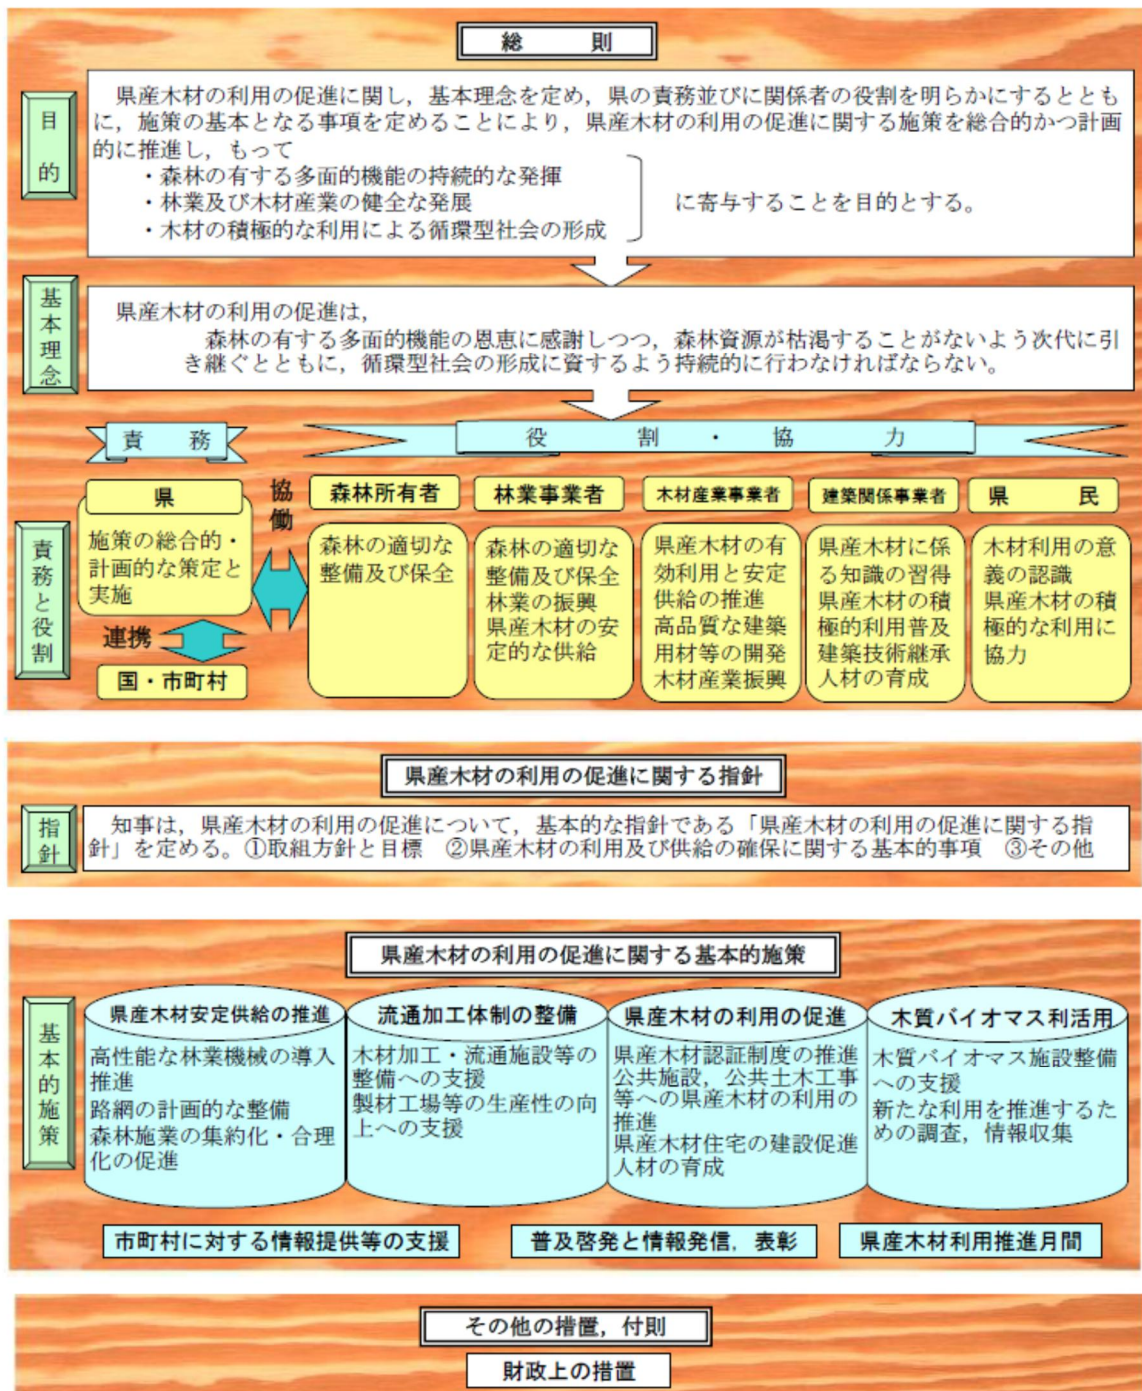 総　則
目的
県産木材の利用の促進に関し，基本理念を定め，県の責務並びに関係者の役割を明らかにするととも
に，施策の基本となる事項を定めることにより，県産木材の利用の促進に関する施策を総合的かつ計画
的に推進し，もって
・森林の有する多面的機能の持続的な発揮
・林業及び木材産業の健全な発展
・木材の積極的な利用による循環型社会の形成
に寄与することを目的とする。
基本理念
県産木材の利用の促進は，
森林の有する多面的機能の恩恵に感謝しつつ，森林資源が枯渇することがないよう次代に引
き継ぐとともに，循環型社会の形成に資するよう持続的に行わなければならない。
責　務
役　割　・　協　力
責務と役割
県
施策の総合的・
計画的な策定と
実施
連携
国・市町村
協働
森林所有者
森林の適切な
整備及び保全
林業事業者
森林の適切な
整備及び保全
林業の振興
県産木材の安
定的な供給
木材産業事業者
県産木材の有
効利用と安定
供給の推進
高品質な建築
用材等の開発
木材産業振興
建築関係事業者
県産木材に係
る知識の習得
県産木材の積
極的利用普及
建築技術継承
人材の育成
県　民
木材利用の意
義の認識
県産木材の積
極的な利用に
協力
県産木材の利用の促進に関する指針
指針
知事は，県産木材の利用の促進について，基本的な指針である「県産木材の利用の促進に関する指
針」を定める。①取組方針と目標　②県産木材の利用及び供給の確保に関する基本的事項　③その他
県産木材の利用の促進に関する基本的施策
基本的施策
県産木材安定供給の推進
高性能な林業機械の導入
推進
路網の計画的な整備
森林施業の集約化・合理
化の促進
流通加工体制の整備
木材加工・流通施設等の
整備への支援
製材工場等の生産性の向
上への支援
県産木材の利用の促進
県産木材認証制度の推進
公共施設，公共土木工事
等への県産木材の利用の
推進
県産木材住宅の建設促進
人材の育成
木質バイオマス利活用
木質バイオマス施設整備
への支援
新たな利用を推進するた
めの調査，情報収集
市町村に対する情報提供等の支援
普及啓発と情報発信，表彰
県産木材利用推進月間
その他の措置，付則
財政上の措置